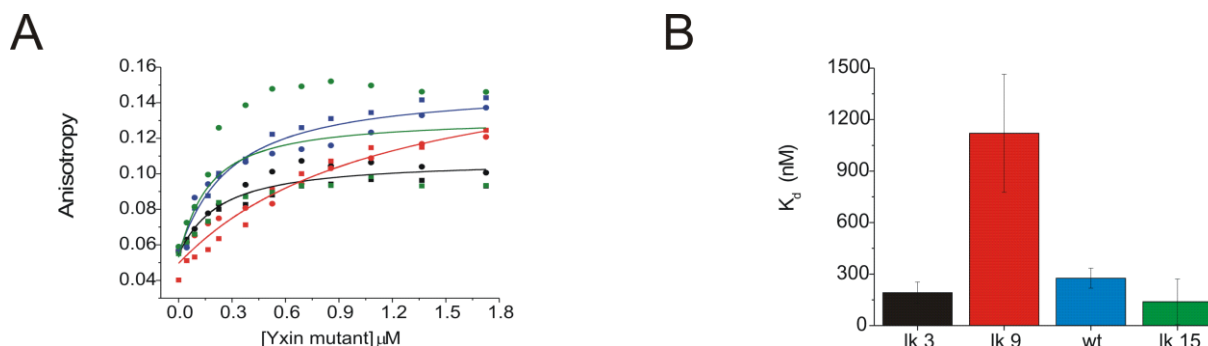 A
B
Anisotropy
0.16
0.14
0.12
0.10
0.08
0.06
0.04
0.0 0.3 0.6 0.9 1.2 1.5 1.8
[Yxin mutant]μM
K_d (nM)
1500
1200
900
600
300
0
lk 3 lk 9 wt lk 15